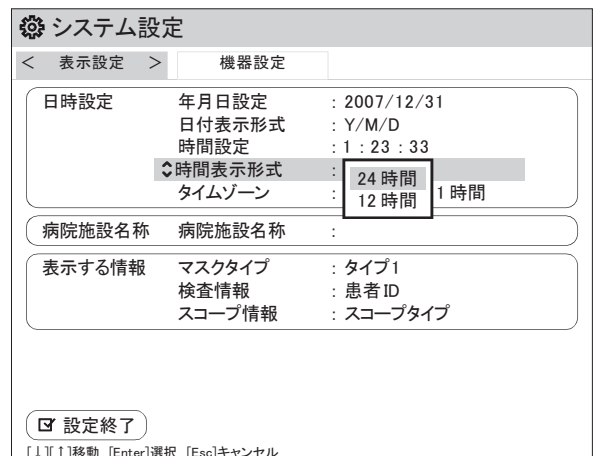 システム設定
< 表示設定 > 機器設定
日時設定 年月日設定 : 2007/12/31
日付表示形式 : Y/M/D
時間設定 : 1 : 23 : 33
時間表示形式 :
24 時間
タイムゾーン : 1 時間
12 時間
病院施設名称 病院施設名称 :
表示する情報 マスクタイプ : タイプ1
検査情報 : 患者ID
スコープ情報 : スコープタイプ
設定終了
[↓][↑]移動 [Enter]選択 [Esc]キャンセル